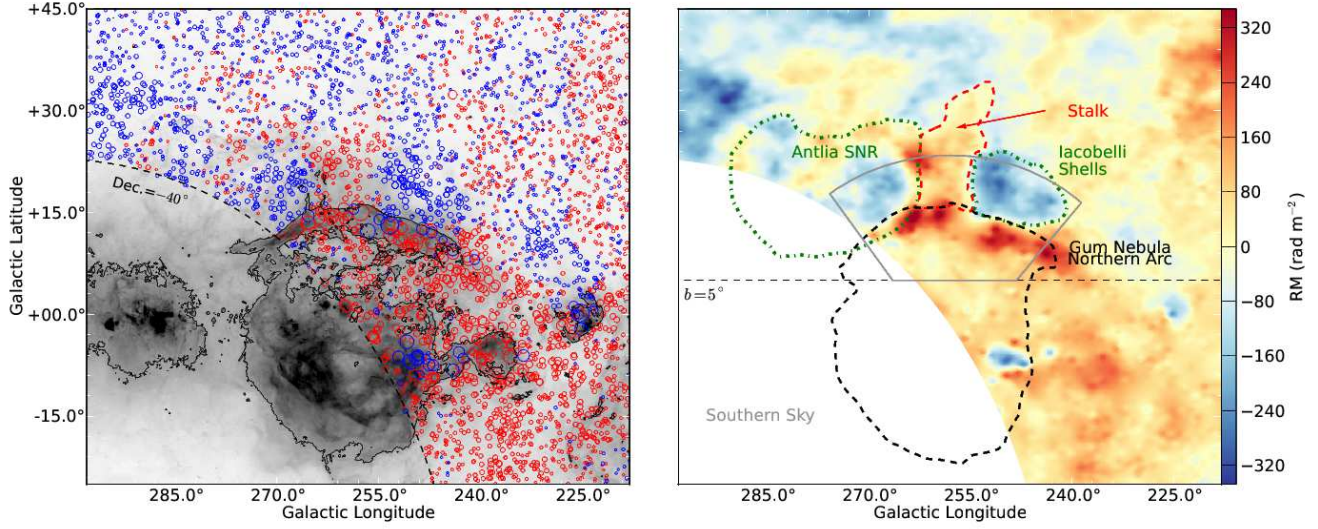 +45.0°
+30.0°
+15.0°
+00.0°
-15.0°
Galactic Latitude
Dec.=−40°
285.0° 270.0° 255.0° 240.0° 225.0°
Galactic Longitude
Stalk
Antlia SNR
Iacobelli
Shells
Gum Nebula
Northern Arc
b=5°
Southern Sky
285.0° 270.0° 255.0° 240.0° 225.0°
Galactic Longitude
320
240
160
80
0
−80
−160
−240
−320
RM (rad m⁻²)